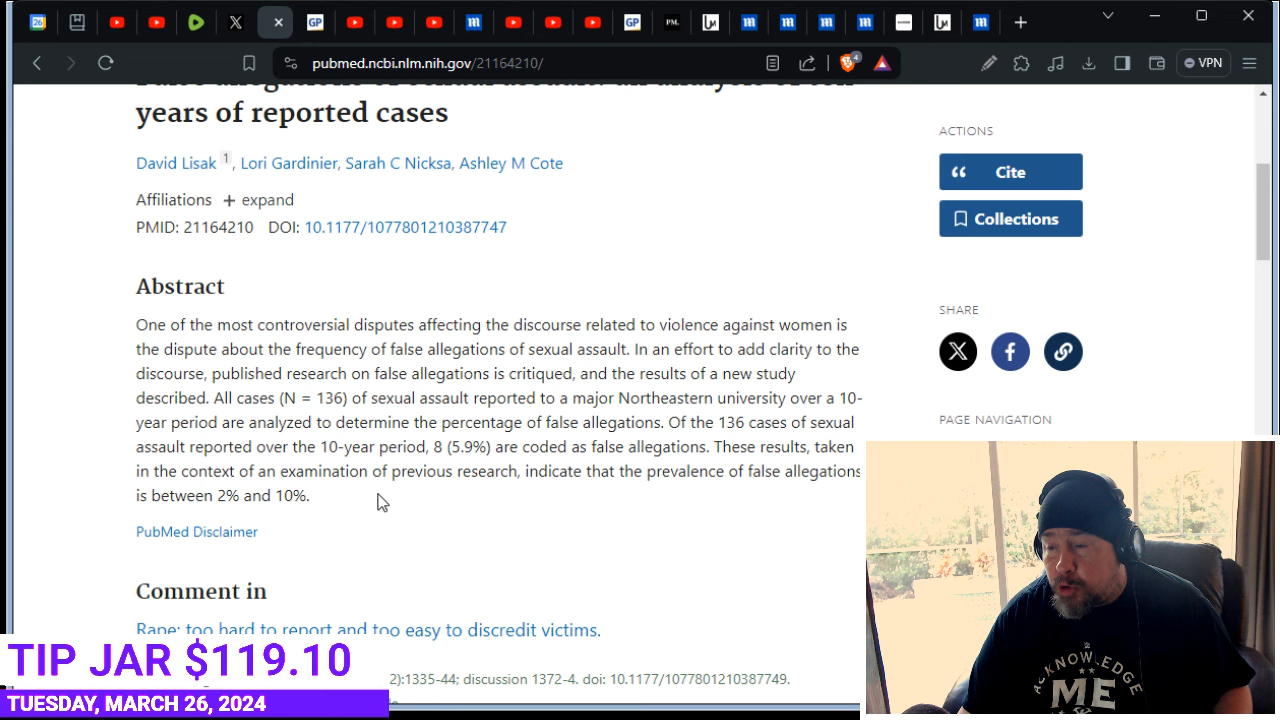 26
GP
GP
PM.
pubmed.ncbi.nlm.nih.gov/21164210/
4
VPN
years of reported cases
David Lisak 1, Lori Gardinier, Sarah C Nicksa, Ashley M Cote
Affiliations + expand
PMID: 21164210 DOI: 10.1177/1077801210387747
Abstract
One of the most controversial disputes affecting the discourse related to violence against women is
the dispute about the frequency of false allegations of sexual assault. In an effort to add clarity to the
discourse, published research on false allegations is critiqued, and the results of a new study
described. All cases (N = 136) of sexual assault reported to a major Northeastern university over a 10-
year period are analyzed to determine the percentage of false allegations. Of the 136 cases of sexual
assault reported over the 10-year period, 8 (5.9%) are coded as false allegations. These results, taken
in the context of an examination of previous research, indicate that the prevalence of false allegations
is between 2% and 10%.
PubMed Disclaimer
Comment in
Rape: too hard to report and too easy to discredit victims.
2):1335-44; discussion 1372-4. doi: 10.1177/1077801210387749.
ACTIONS
Cite
Collections
SHARE
PAGE NAVIGATION
TIP JAR $119.10
TUESDAY, MARCH 26, 2024
ACKNOWLEDGE
ME